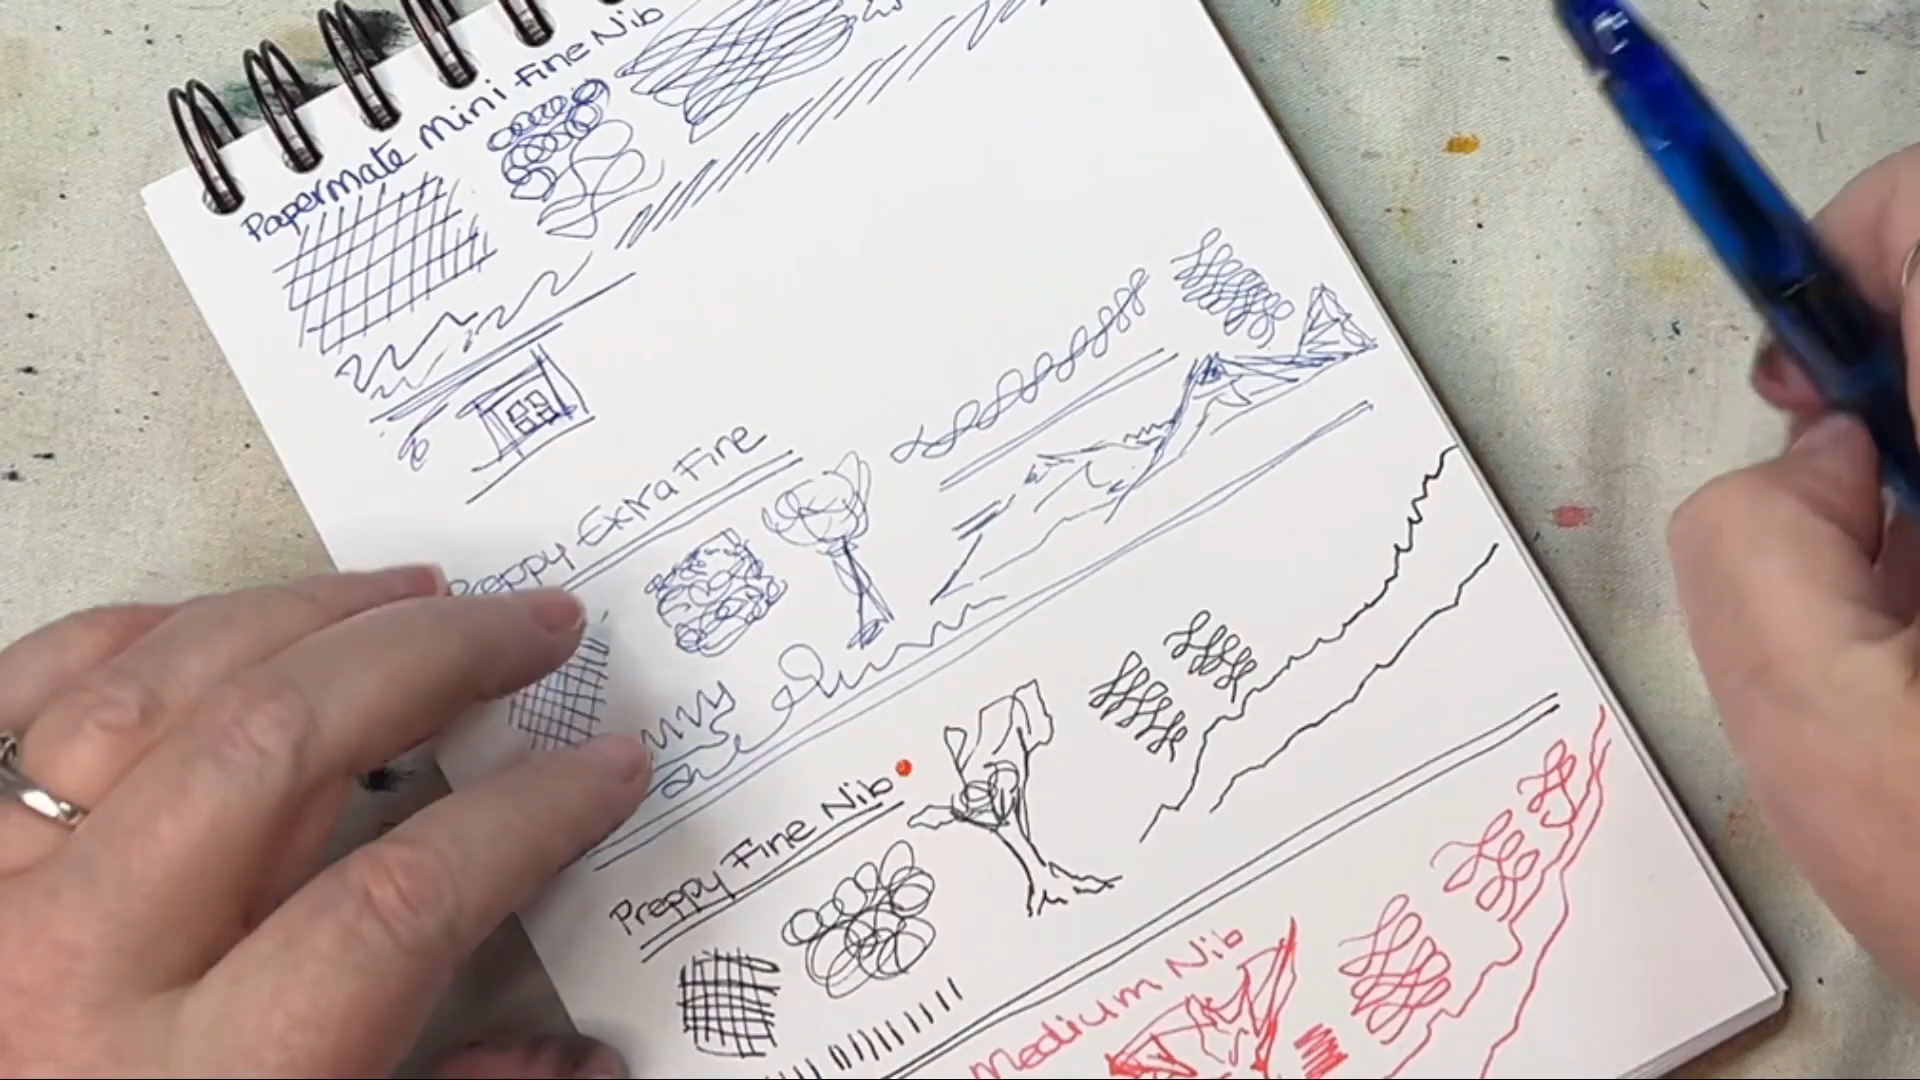 Papermate Mini Fine Nib
Preppy Extra Fine
Preppy Fine Nib
Medium Nib